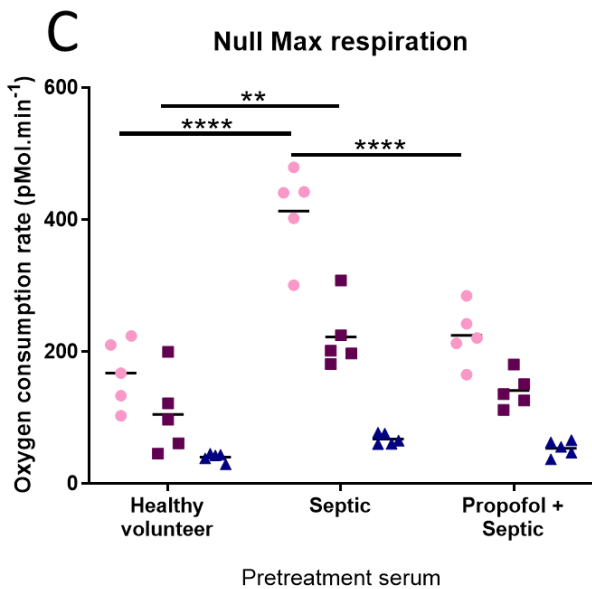 C
Null Max respiration
Oxygen consumption rate (pMol.min⁻¹)
600
400
200
0
**
****
****
Healthy
volunteer
Septic
Propofol +
Septic
Pretreatment serum